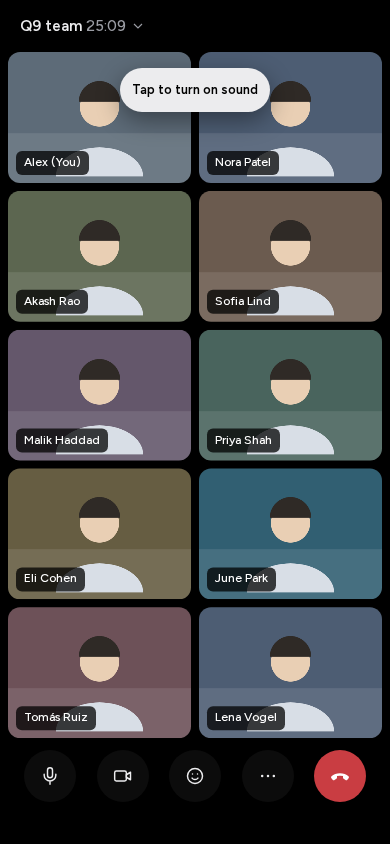 Q9 team 25:09
Tap to turn on sound
Alex (You)
Nora Patel
Akash Rao
Sofia Lind
Malik Haddad
Priya Shah
Eli Cohen
June Park
Tomás Ruiz
Lena Vogel